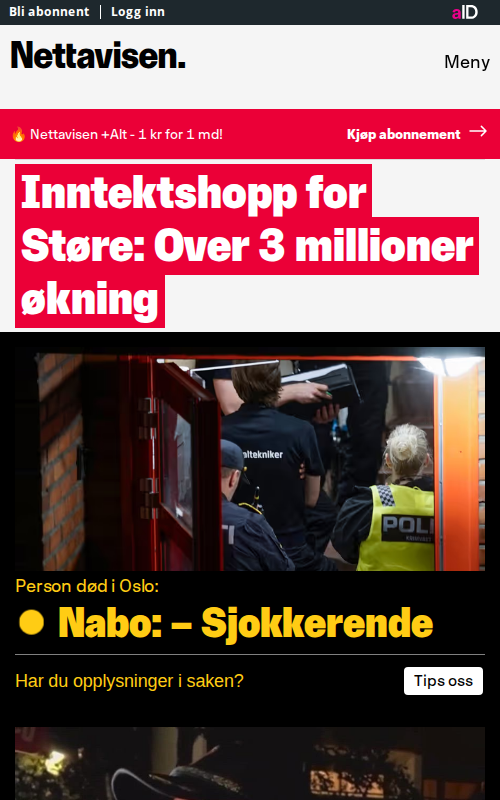 Bli abonnent
Logg inn
aID
Nettavisen.
Meny
🔥 Nettavisen +Alt - 1 kr for 1 md!
Kjøp abonnement →
Inntektshopp for
Støre: Over 3 millioner
økning
POLI
Person død i Oslo:
Nabo: – Sjokkerende
Har du opplysninger i saken?
Tips oss